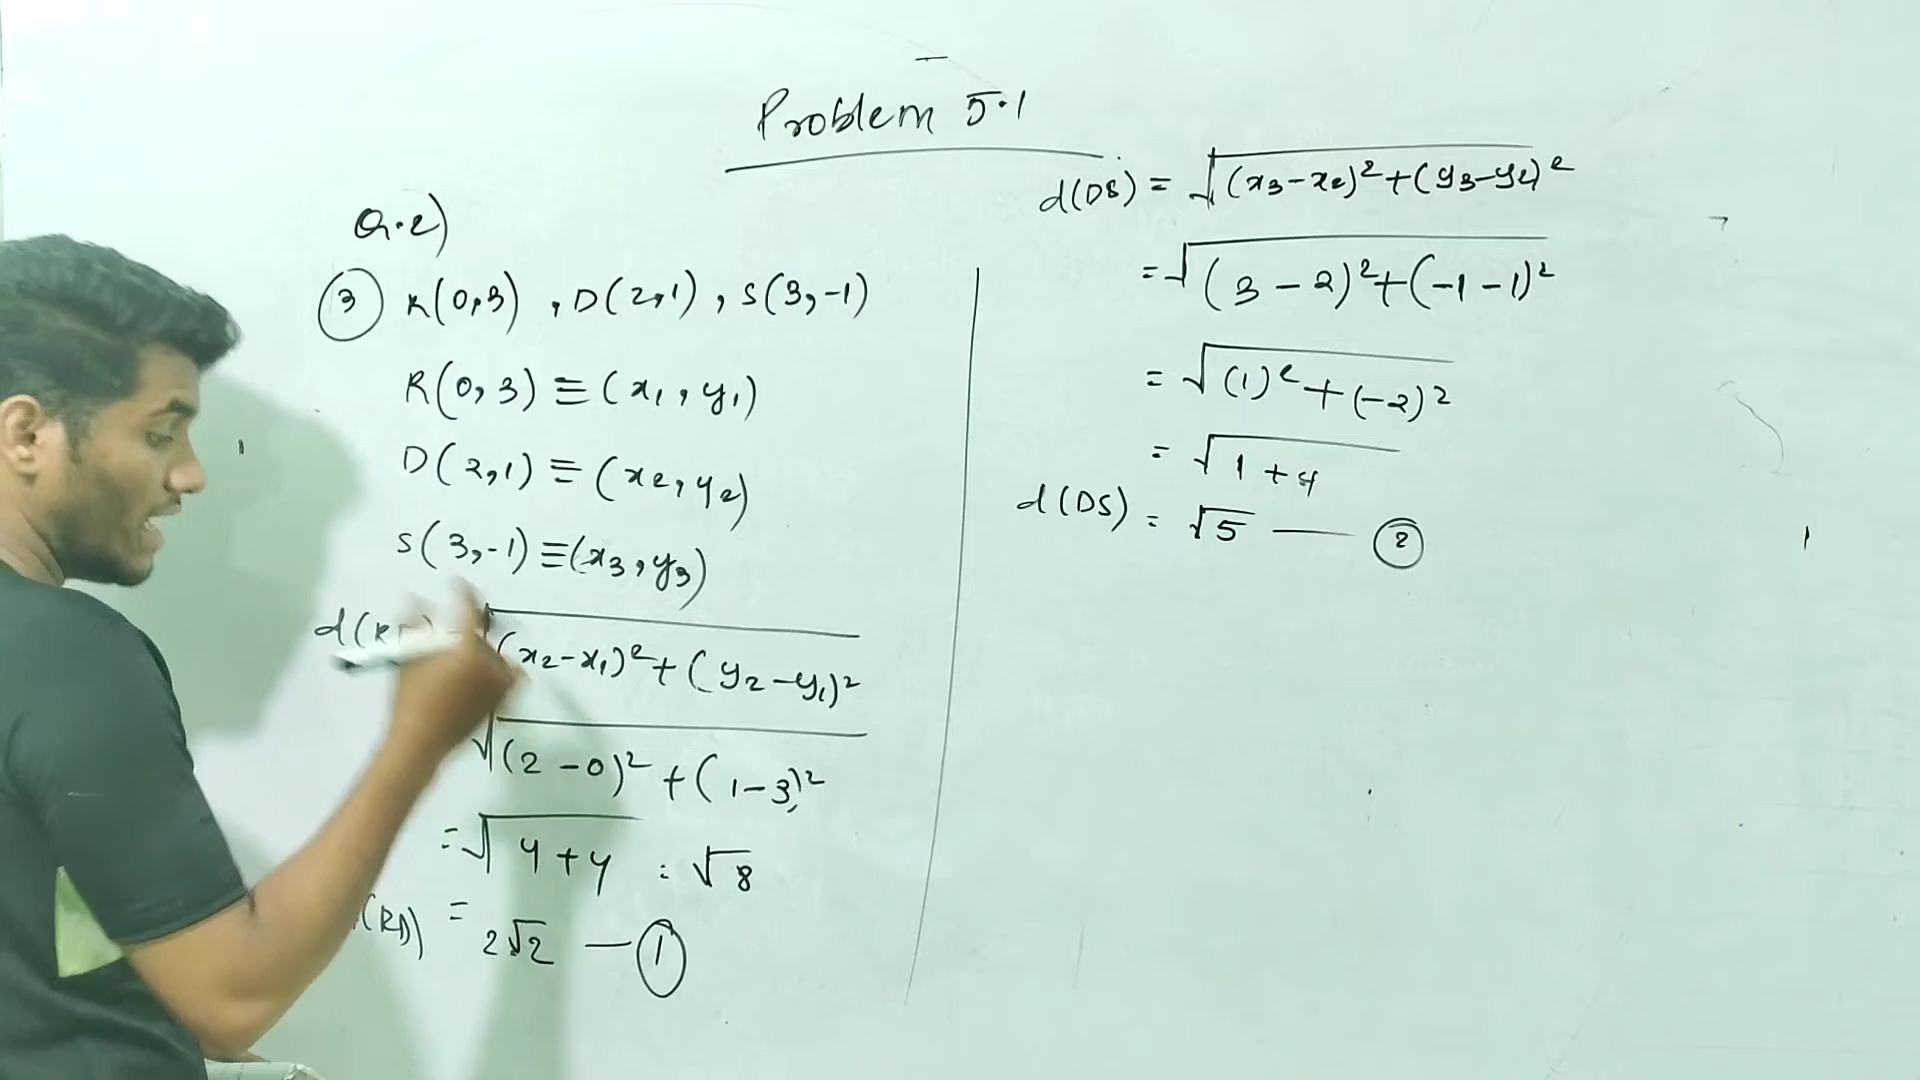 Problem 5.1
Q.2)
③ R(0,3) , D(2,1) , S(3,-1)
R(0,3) ≡ (x₁, y₁)
D(2,1) ≡ (x₂, y₂)
S(3,-1) ≡ (x₃, y₃)
√(x₂-x₁)²+(y₂-y₁)²
√(2-0)²+(1-3)²
=√4+4 = √8
(RD) = 2√2 — ①
d(DS) = √(x₃-x₂)²+(y₃-y₂)²
=√(3-2)²+(-1-1)²
= √(1)²+(-2)²
= √1+4
d(DS) = √5 — ②